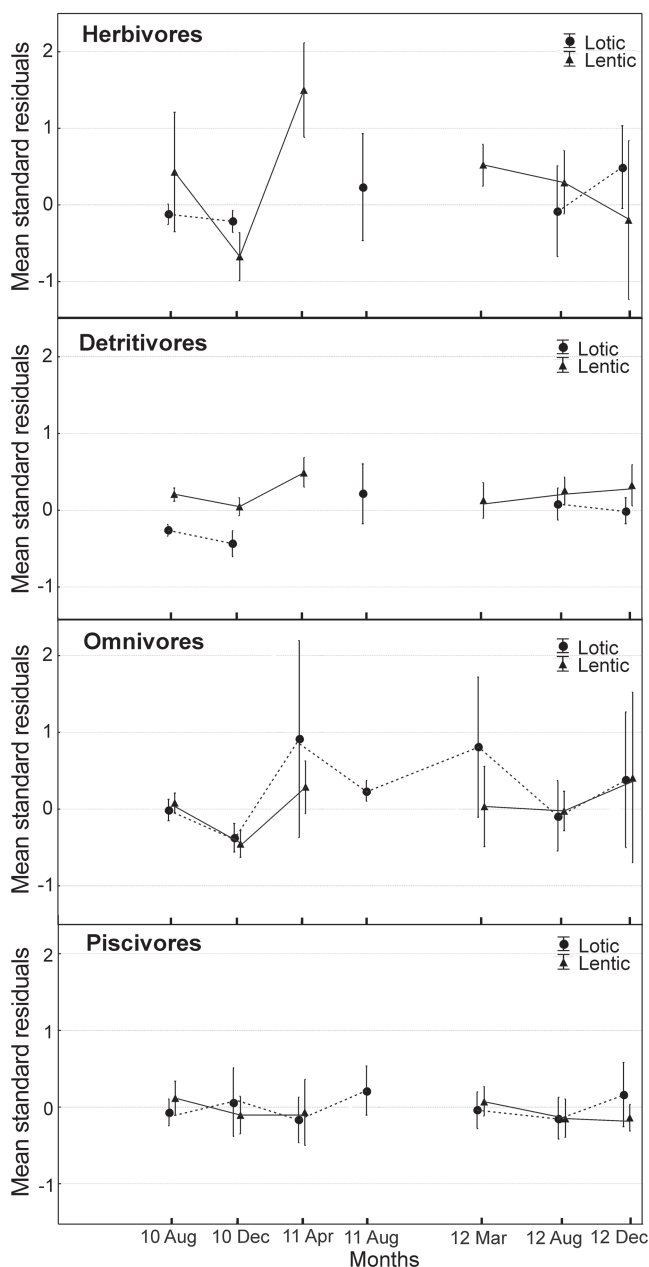 Herbivores
Lotic
Lentic
Mean standard residuals
2
1
0
-1
Detritivores
Lotic
Lentic
Mean standard residuals
2
1
0
-1
Omnivores
Lotic
Lentic
Mean standard residuals
2
1
0
-1
Piscivores
Lotic
Lentic
Mean standard residuals
2
1
0
-1
10 Aug 10 Dec 11 Apr 11 Aug 12 Mar 12 Aug 12 Dec
Months